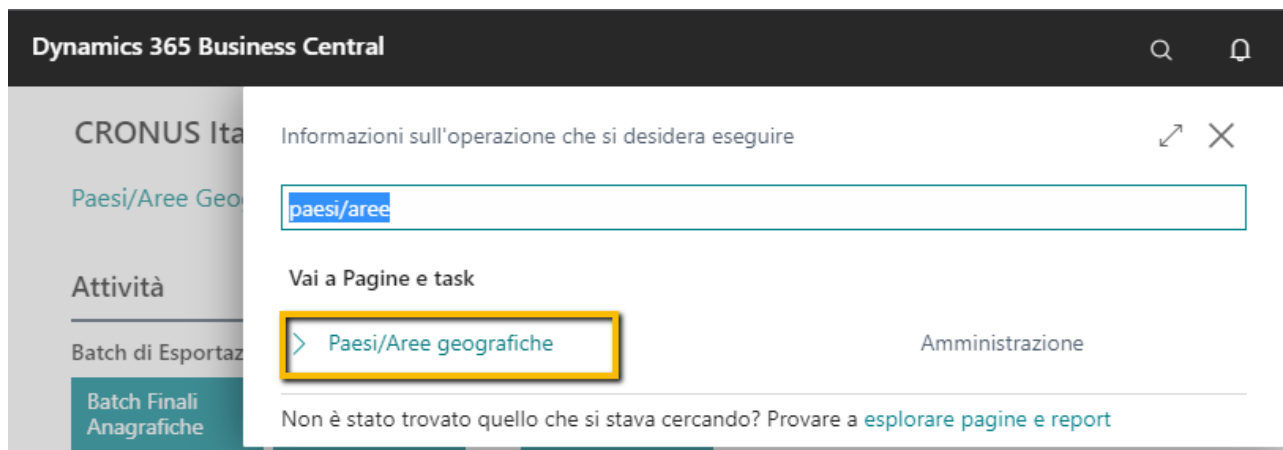 Dynamics 365 Business Central
CRONUS Ita
Informazioni sull'operazione che si desidera eseguire
Paesi/Aree Geo
paesi/aree
Attività
Vai a Pagine e task
Paesi/Aree geografiche Amministrazione
Batch di Esportaz
Batch Finali
Anagrafiche
Non è stato trovato quello che si stava cercando? Provare a esplorare pagine e report